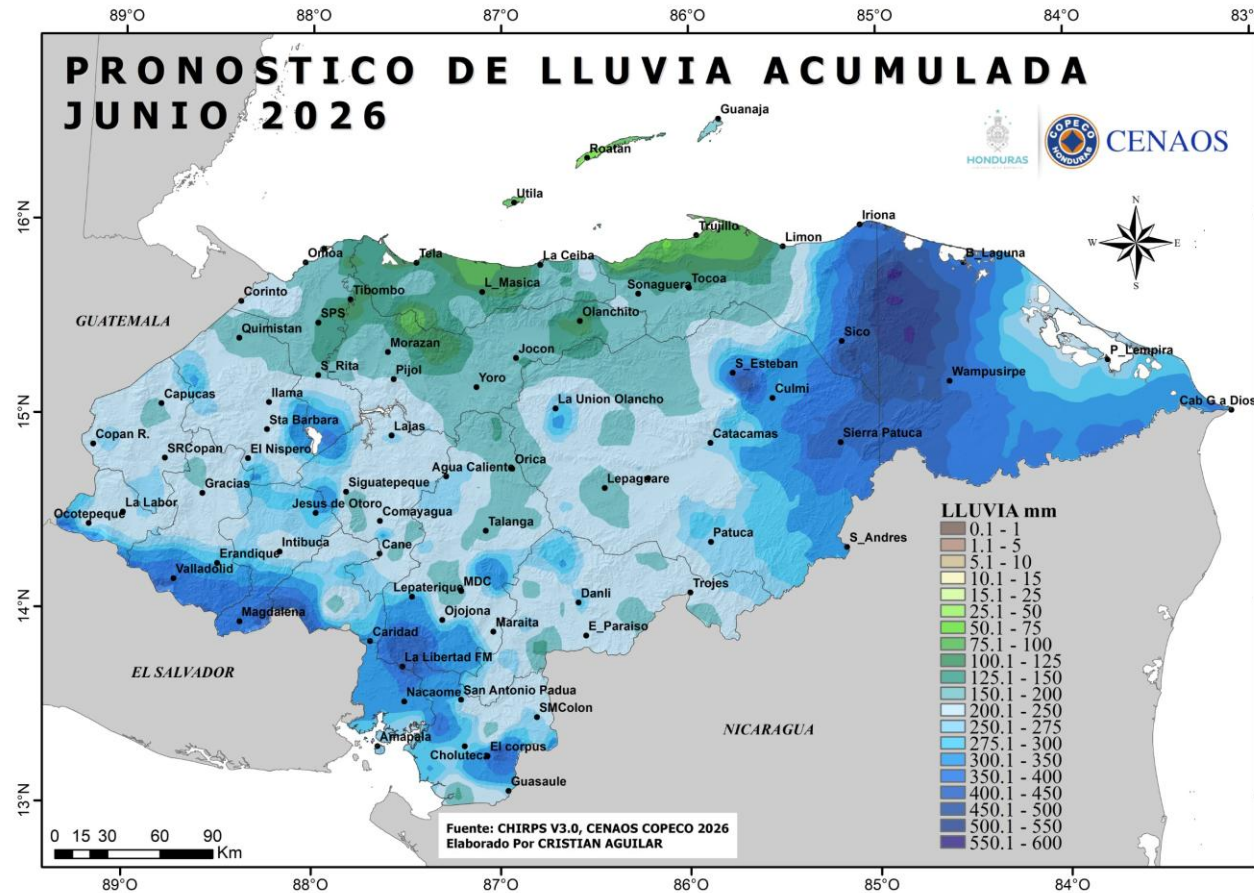 89°O 88°O 87°O 86°O 85°O 84°O 83°O
PRONOSTICO DE LLUVIA ACUMULADA
JUNIO 2026
HONDURAS
COPECO
HONDURAS
CENAOS
N
W E
S
16°N
15°N
14°N
13°N
Guanaja
Roatan
Utila
Iriona
Trujillo
Limon
Omoa
Tela
La Ceiba
B_Laguna
Corinto
Tibombo
L_Masica
Sonaguera
Tocoa
GUATEMALA
SPS
Olanchito
Quimistan
Morazan
Sico
Jocon
P_Lempira
S_Rita
Pijol
Yoro
S_Esteban
Wampusirpe
Capucas
Ilama
Culmi
La Union Olancho
Cab G a Dios
Copan R.
Sta Barbara
Lajas
Catacamas
Sierra Patuca
SRCopan
El Nispero
Agua Caliente
Orica
Gracias
Siguatepeque
Lepaguare
La Labor
Jesus de Otoro
Ocotepeque
Comayagua
Talanga
Patuca
S_Andres
Intibuca
Cane
Erandique
Valladolid
Lepaterique
MDC
Trojes
Magdalena
Ojojona
Danli
Maraita
E_Paraiso
Caridad
EL SALVADOR
La Libertad FM
Nacaome
San Antonio Padua
SMColon
NICARAGUA
Amapala
Choluteca
El corpus
Guasaule
LLUVIA mm
0.1 - 1
1.1 - 5
5.1 - 10
10.1 - 15
15.1 - 25
25.1 - 50
50.1 - 75
75.1 - 100
100.1 - 125
125.1 - 150
150.1 - 200
200.1 - 250
250.1 - 275
275.1 - 300
300.1 - 350
350.1 - 400
400.1 - 450
450.1 - 500
500.1 - 550
550.1 - 600
Fuente: CHIRPS V3.0, CENAOS COPECO 2026
Elaborado Por CRISTIAN AGUILAR
0 15 30 60 90
Km
89°O 88°O 87°O 86°O 85°O 84°O